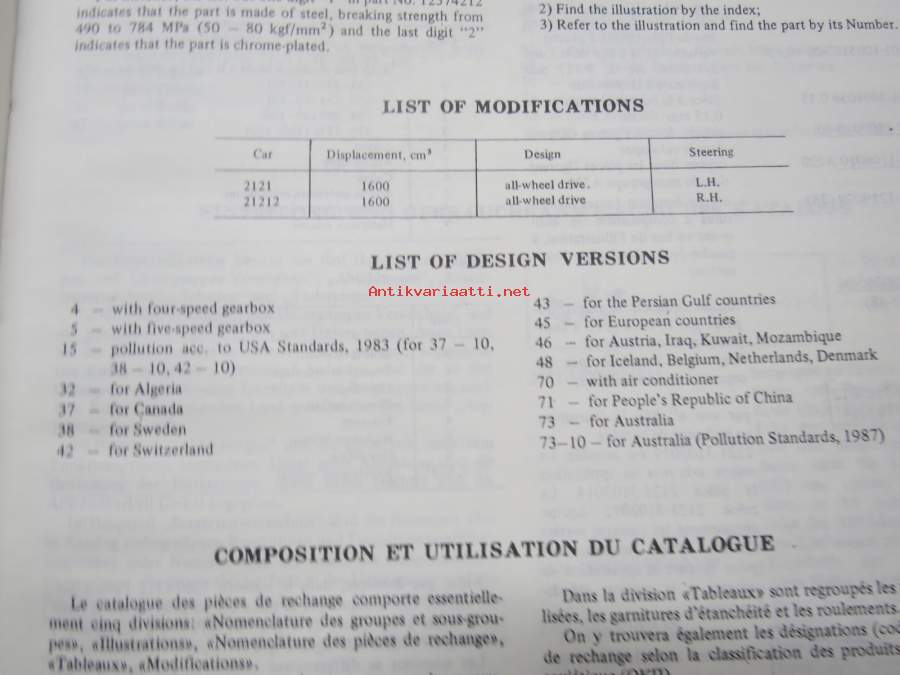 indicates that the part is made of steel, breaking strength from
490 to 784 MPa (50 — 80 kgf/mm²) and the last digit "2"
indicates that the part is chrome-plated.
2) Find the illustration by the index;
3) Refer to the illustration and find the part by its Number.
LIST OF MODIFICATIONS
Car Displacement, cm³ Design Steering
2121 1600 all-wheel drive. L.H.
21212 1600 all-wheel drive R.H.
LIST OF DESIGN VERSIONS
Antikvariaatti.net
4 — with four-speed gearbox
5 — with five-speed gearbox
15 — pollution acc. to USA Standards, 1983 (for 37 — 10,
38 — 10, 42 — 10)
32 — for Algeria
37 — for Canada
38 — for Sweden
42 — for Switzerland
43 — for the Persian Gulf countries
45 — for European countries
46 — for Austria, Iraq, Kuwait, Mozambique
48 — for Iceland, Belgium, Netherlands, Denmark
70 — with air conditioner
71 — for People's Republic of China
73 — for Australia
73—10 — for Australia (Pollution Standards, 1987)
COMPOSITION ET UTILISATION DU CATALOGUE
Le catalogue des pièces de rechange comporte essentielle-
ment cinq divisions: «Nomenclature des groupes et sous-grou-
pes», «Illustrations», «Nomenclature des pièces de rechange»,
«Tableaux», «Modifications».
Dans la division «Tableaux» sont regroupés les
lisées, les garnitures d'étanchéité et les roulements.
On y trouvera également les désignations (cod
de rechange selon la classification des produits